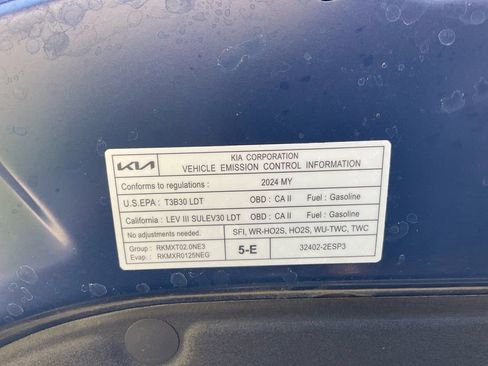 KIA
KIA CORPORATION
VEHICLE EMISSION CONTROL INFORMATION
Conforms to regulations : 2024 MY
U.S.EPA : T3B30 LDT OBD : CA II Fuel : Gasoline
California : LEV III SULEV30 LDT OBD : CA II Fuel : Gasoline
No adjustments needed. SFI, WR-HO2S, HO2S, WU-TWC, TWC
Group : RKMXT02.0NE3
Evap. : RKMXR0125NEG
5-E 32402-2ESP3